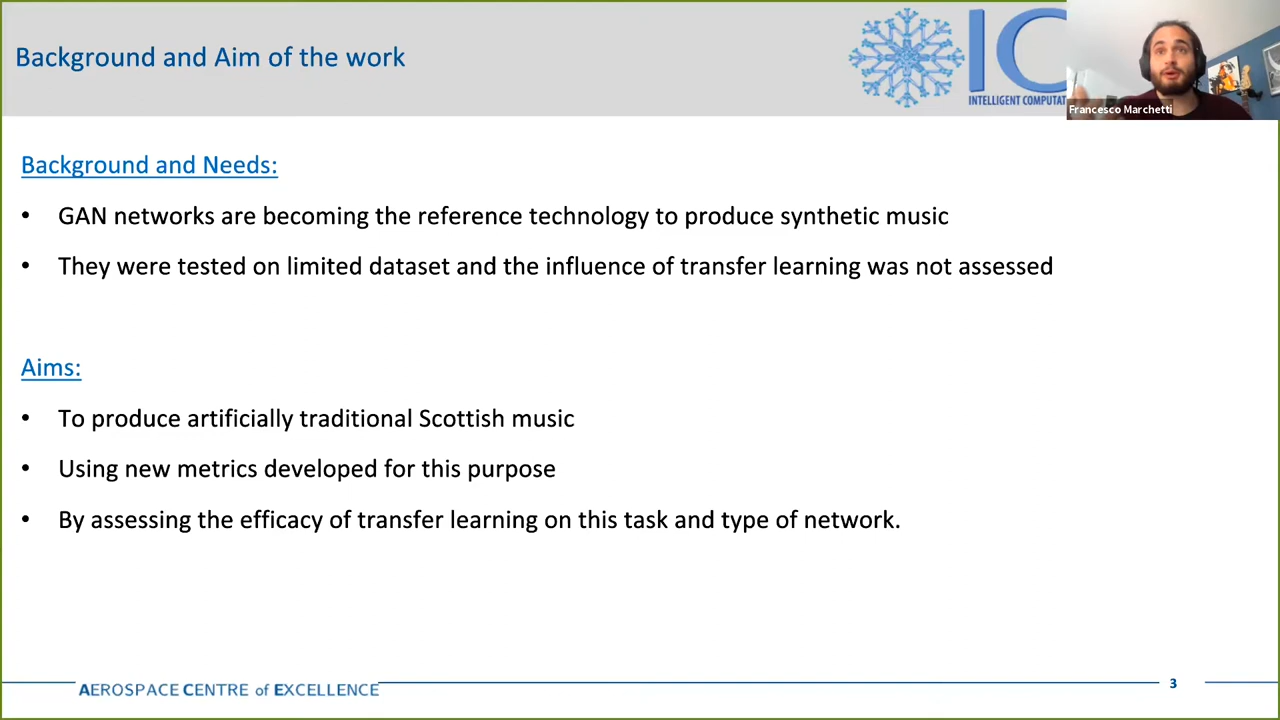 Background and Aim of the work
IC
INTELLIGENT COMPUTAT
Francesco Marchetti
Background and Needs:
• GAN networks are becoming the reference technology to produce synthetic music
• They were tested on limited dataset and the influence of transfer learning was not assessed
Aims:
• To produce artificially traditional Scottish music
• Using new metrics developed for this purpose
• By assessing the efficacy of transfer learning on this task and type of network.
AEROSPACE CENTRE of EXCELLENCE
3